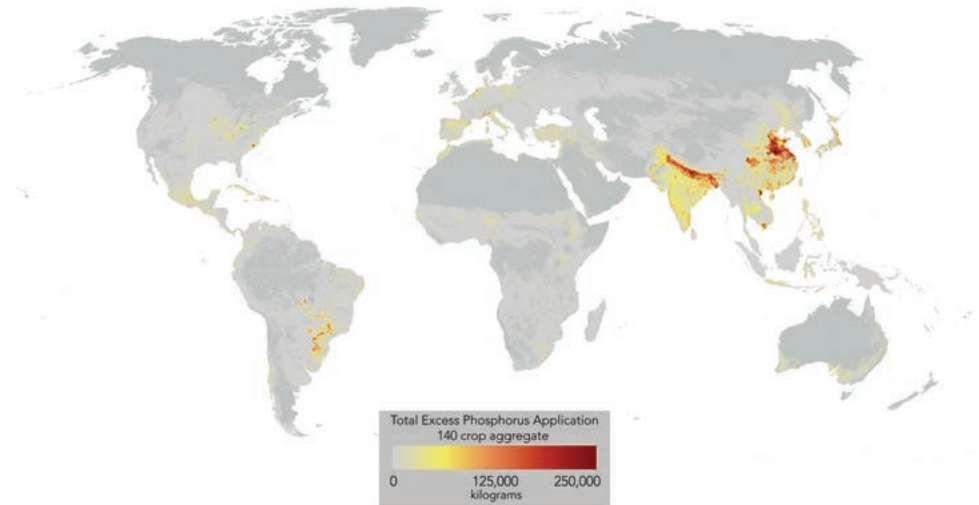 Total Excess Phosphorus Application
140 crop aggregate
0 125,000 250,000
kilograms